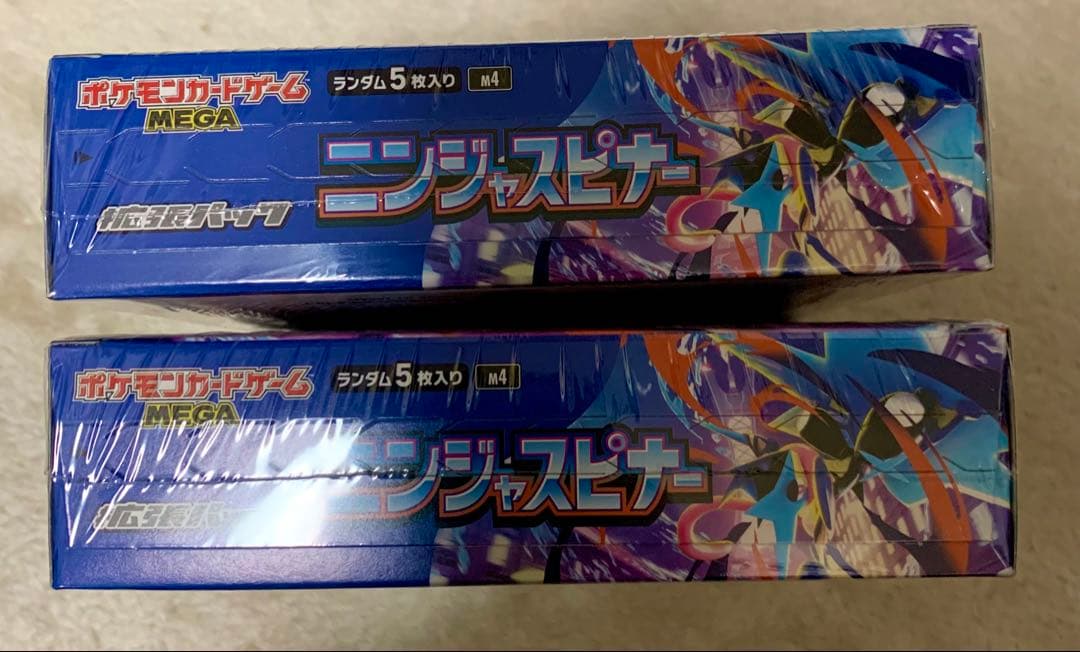 ポケモンカードゲーム
MEGA
ランダム5枚入り M4
ニンジャスピナー
拡張パック
ポケモンカードゲーム
MEGA
ランダム5枚入り M4
ニンジャスピナー
拡張パ